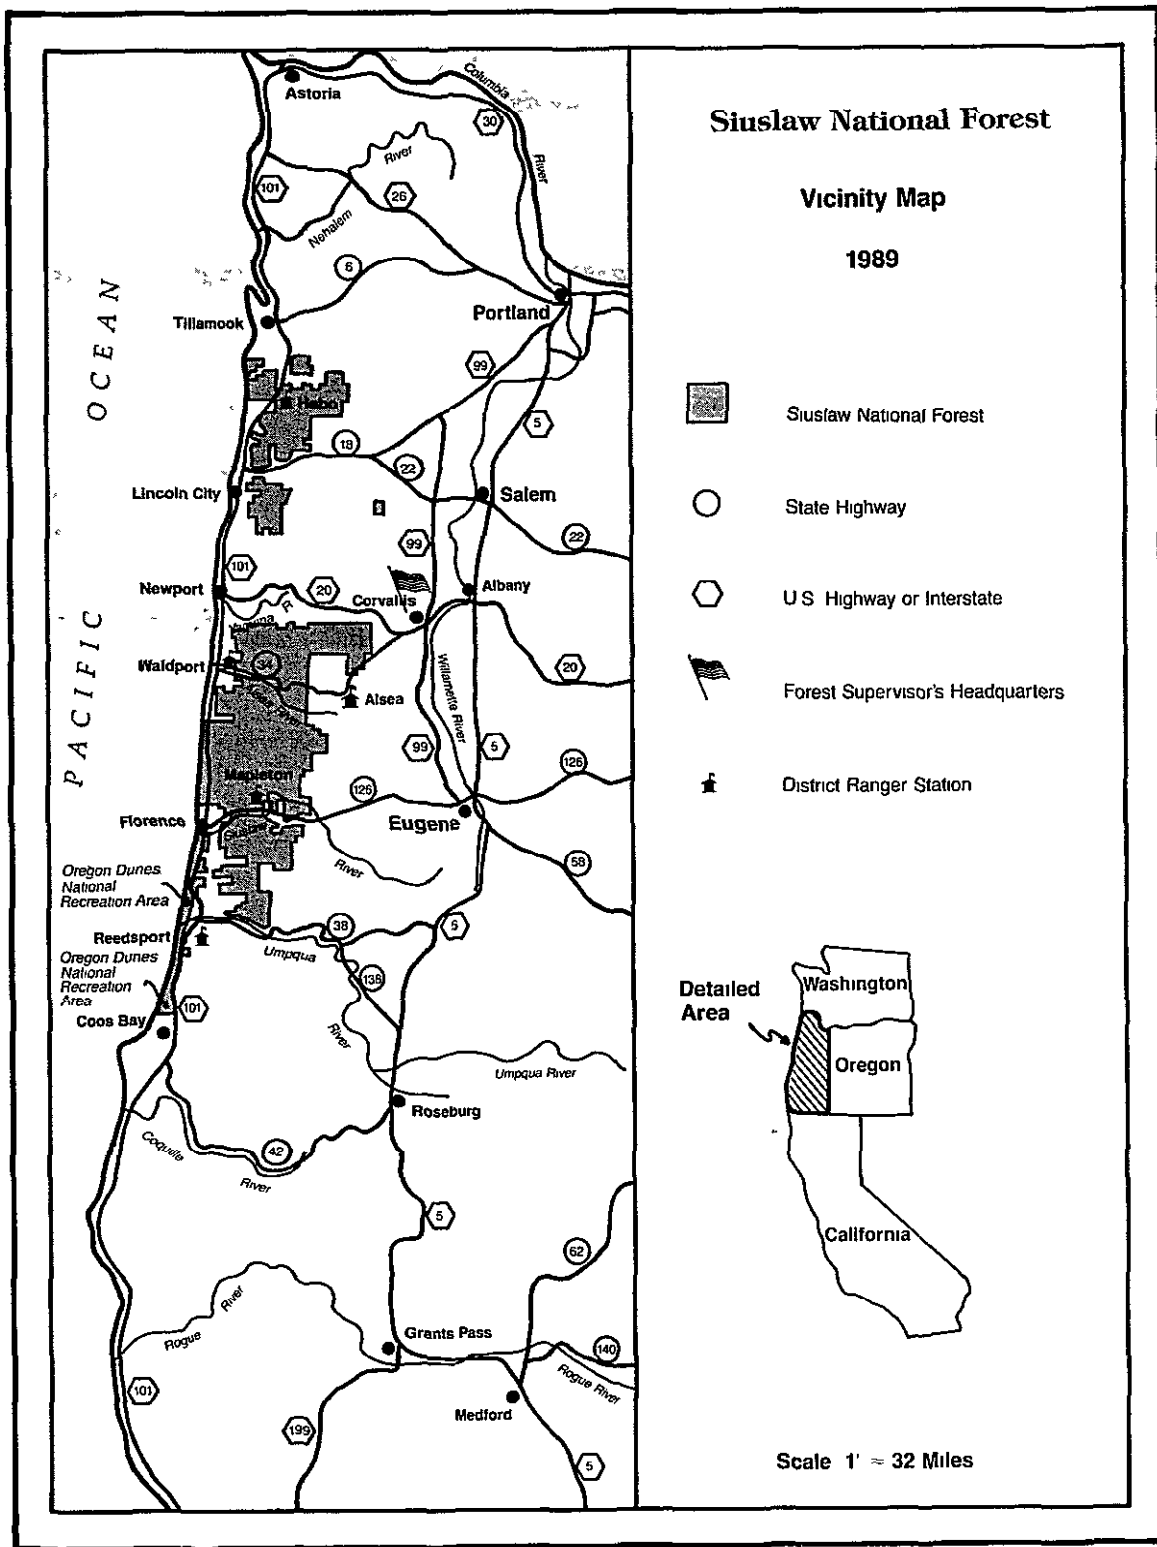 Siuslaw National Forest
Vicinity Map
1989
Siuslaw National Forest
State Highway
U S Highway or Interstate
Forest Supervisor's Headquarters
District Ranger Station
Detailed
Area
Washington
Oregon
California
Scale 1' ≈ 32 Miles
PACIFIC OCEAN
Astoria
Columbia
River
30
101
River
26
Nehalem
6
Tillamook
Portland
99
Hebo
5
18
22
Lincoln City
Salem
22
99
101
Newport
20
Corvallis
Albany
R
Waldport
34
Alsea
River
Willamette River
20
99
5
Mapleton
126
126
Florence
Siuslaw
Eugene
River
58
Oregon Dunes
National
Recreation Area
Reedsport
38
5
Umpqua
Oregon Dunes
National
Recreation
Area
138
101
Coos Bay
River
Umpqua River
Roseburg
Coquille
42
River
5
62
River
Rogue
Grants Pass
140
Rogue River
101
Medford
199
5